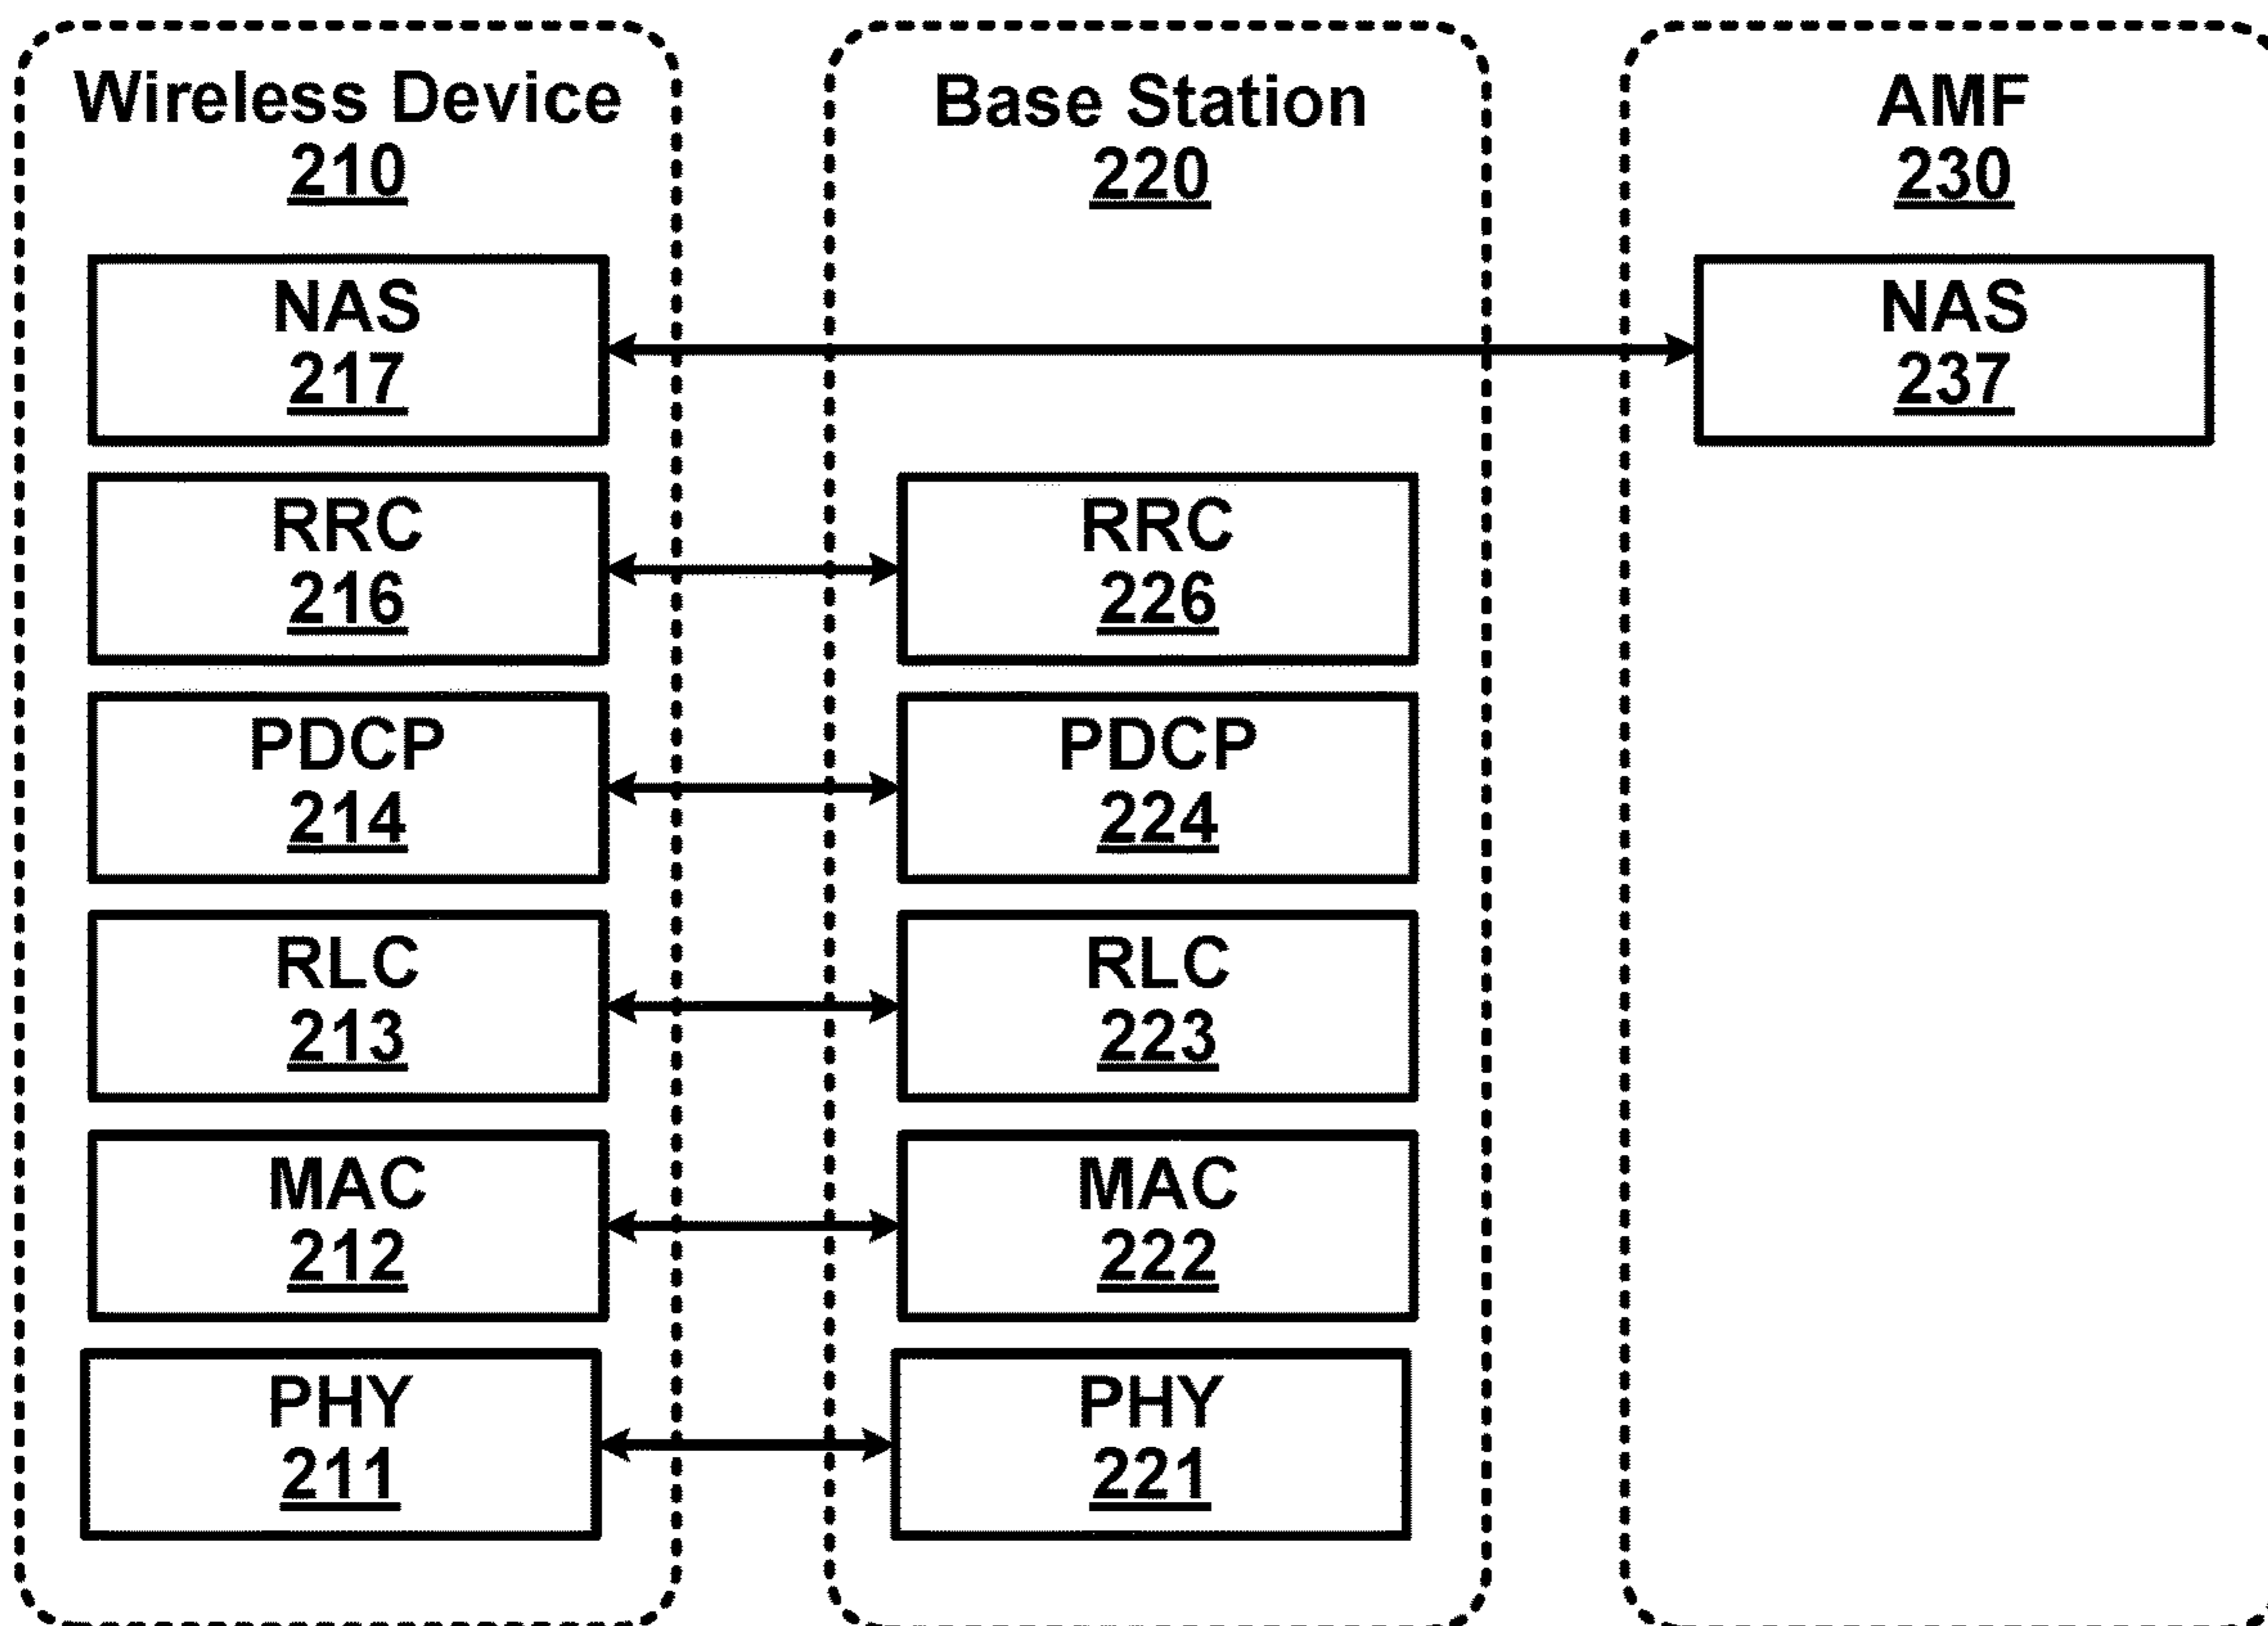 Wireless Device
210
Base Station
220
AMF
230
NAS
217
NAS
237
RRC
216
RRC
226
PDCP
214
PDCP
224
RLC
213
RLC
223
MAC
212
MAC
222
PHY
211
PHY
221